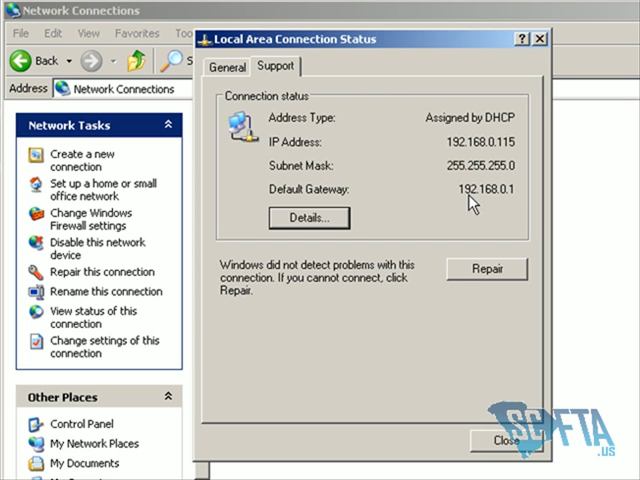 Network Connections
File Edit View Favorites
Back
Address Network Connections
Network Tasks
Create a new
connection
Set up a home or small
office network
Change Windows
Firewall settings
Disable this network
device
Repair this connection
Rename this connection
View status of this
connection
Change settings of this
connection
Other Places
Control Panel
My Network Places
My Documents
Local Area Connection Status
General Support
Connection status
Address Type: Assigned by DHCP
IP Address: 192.168.0.115
Subnet Mask: 255.255.255.0
Default Gateway: 192.168.0.1
Details...
Windows did not detect problems with this
connection. If you cannot connect, click
Repair.
Repair
Close
SCFTA
.US